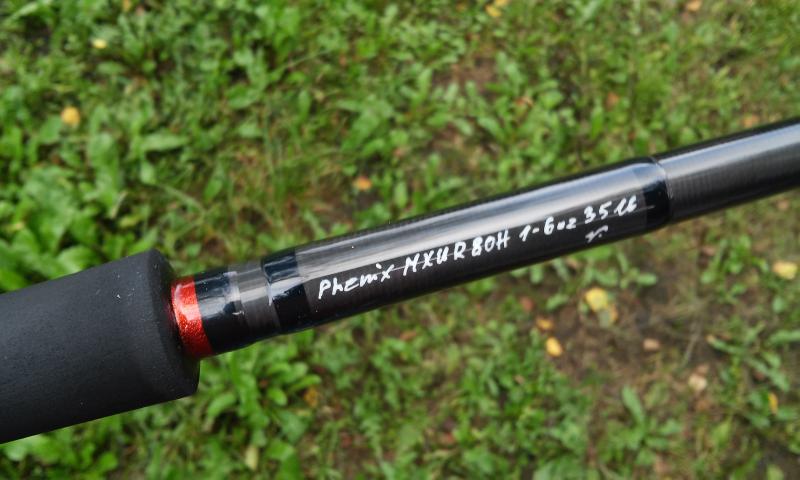 Phenix MXUR80H 1-6oz 35Lb